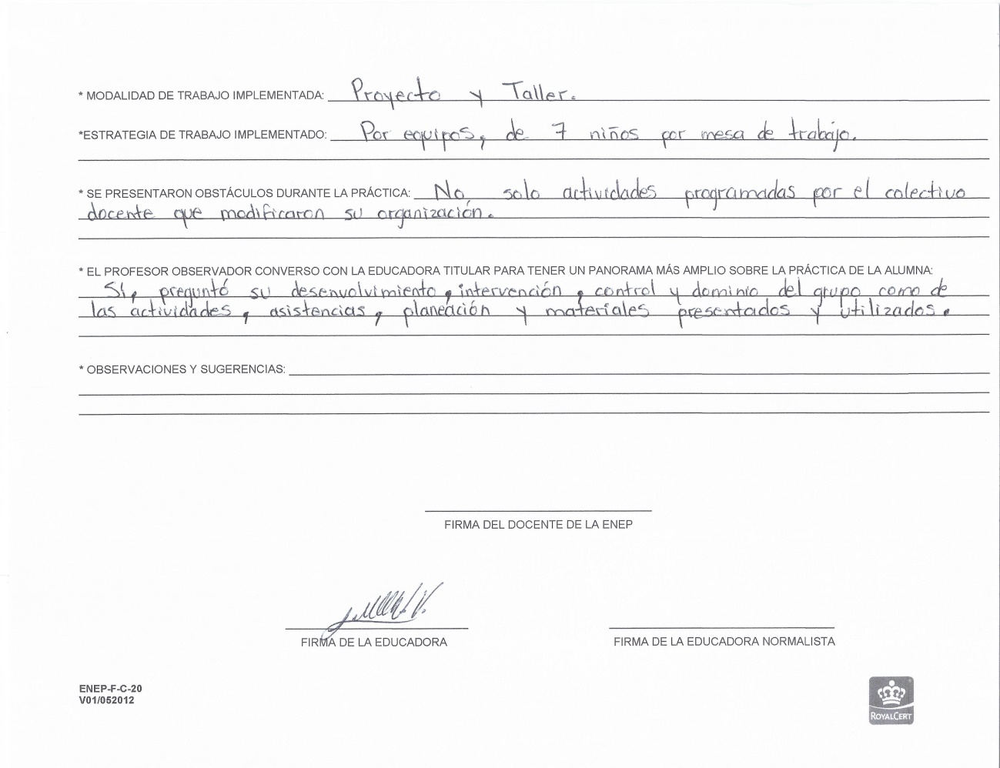 * MODALIDAD DE TRABAJO IMPLEMENTADA: Proyecto y Taller.
*ESTRATEGIA DE TRABAJO IMPLEMENTADO: Por equipos, de 7 niños por mesa de trabajo.
* SE PRESENTARON OBSTÁCULOS DURANTE LA PRÁCTICA: No, solo actividades programadas por el colectivo
docente que modificaron su organización.
* EL PROFESOR OBSERVADOR CONVERSO CON LA EDUCADORA TITULAR PARA TENER UN PANORAMA MÁS AMPLIO SOBRE LA PRÁCTICA DE LA ALUMNA:
Sí, preguntó su desenvolvimiento, intervención, control y dominio del grupo como de
las actividades, asistencias, planeación y materiales presentados y utilizados.
* OBSERVACIONES Y SUGERENCIAS:
FIRMA DEL DOCENTE DE LA ENEP
FIRMA DE LA EDUCADORA
FIRMA DE LA EDUCADORA NORMALISTA
ENEP-F-C-20
V01/052012
ROYALCERT